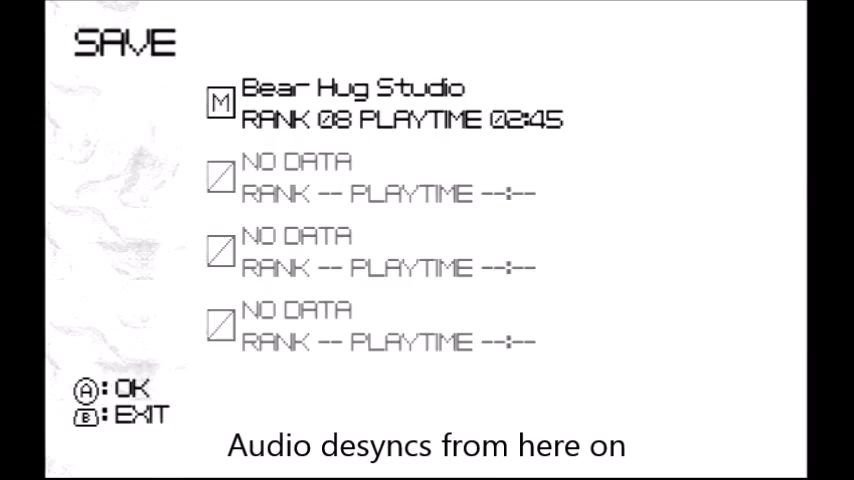 SAVE
M
Bear Hug Studio
RANK 08 PLAYTIME 02:45
NO DATA
RANK -- PLAYTIME --:--
NO DATA
RANK -- PLAYTIME --:--
NO DATA
RANK -- PLAYTIME --:--
A: OK
B: EXIT
Audio desyncs from here on